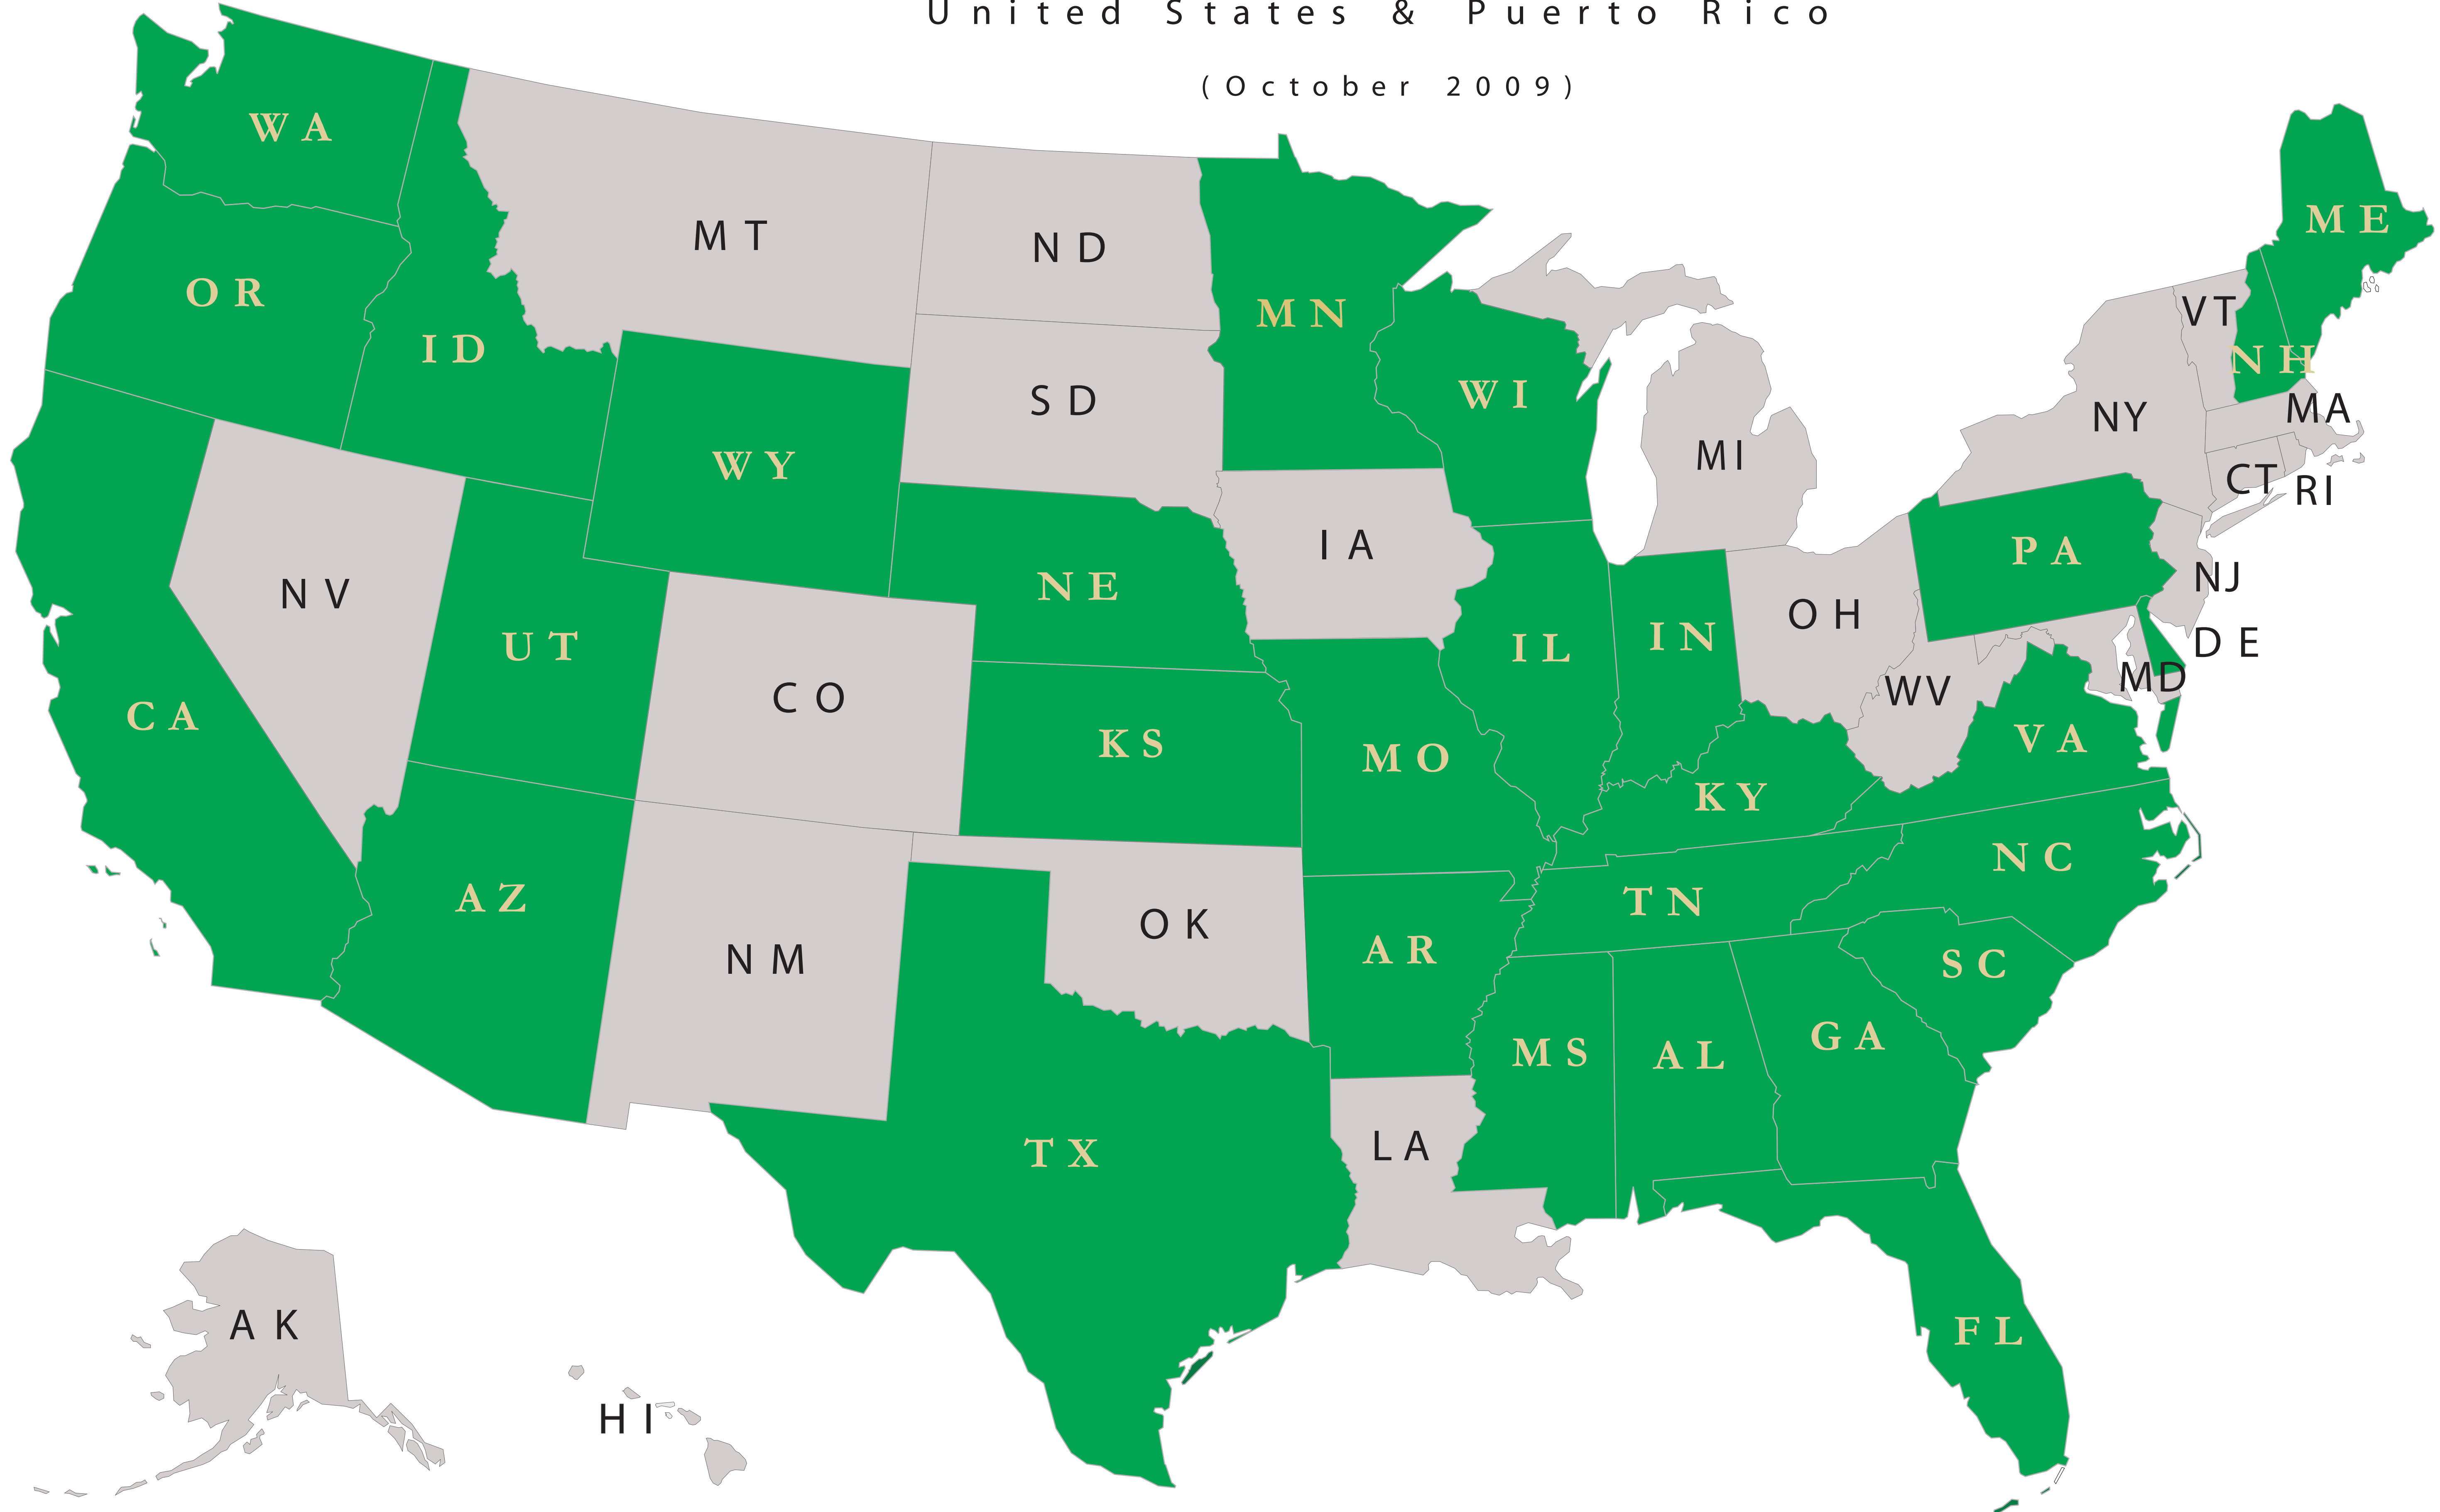 United States & Puerto Rico
(October 2009)
WA
ME
MT
ND
OR
MN
VT
ID
NH
WI
SD
MA
NY
MI
WY
CT
RI
IA
PA
NE
NV
NJ
OH
IN
UT
IL
DE
MD
WV
CO
CA
VA
KS
MO
KY
NC
AZ
TN
OK
AR
NM
SC
GA
MS
AL
LA
TX
AK
FL
HI